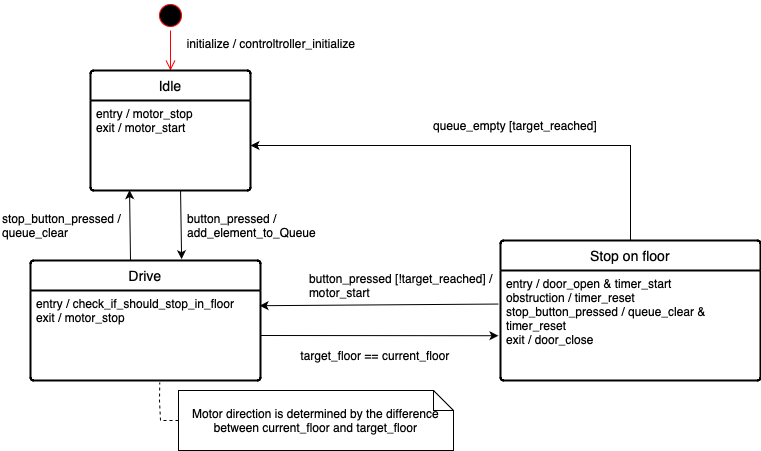 initialize / controltroller_initialize
Idle
entry / motor_stop
exit / motor_start
queue_empty [target_reached]
stop_button_pressed /
queue_clear
button_pressed /
add_element_to_Queue
Drive
entry / check_if_should_stop_in_floor
exit / motor_stop
button_pressed [!target_reached] /
motor_start
target_floor == current_floor
Stop on floor
entry / door_open & timer_start
obstruction / timer_reset
stop_button_pressed / queue_clear &
timer_reset
exit / door_close
Motor direction is determined by the difference
between current_floor and target_floor